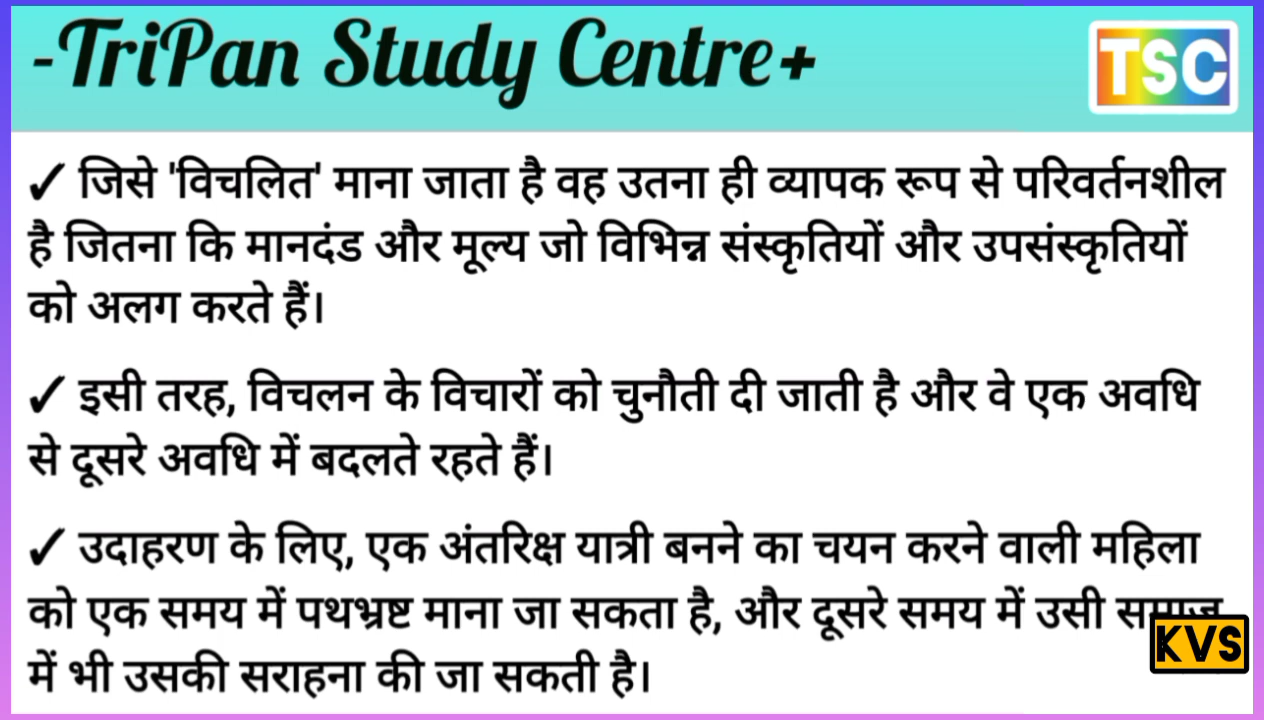 -TriPan Study Centre+
TSC
✓ जिसे 'विचलित' माना जाता है वह उतना ही व्यापक रूप से परिवर्तनशील
है जितना कि मानदंड और मूल्य जो विभिन्न संस्कृतियों और उपसंस्कृतियों
को अलग करते हैं।
✓ इसी तरह, विचलन के विचारों को चुनौती दी जाती है और वे एक अवधि
से दूसरे अवधि में बदलते रहते हैं।
✓ उदाहरण के लिए, एक अंतरिक्ष यात्री बनने का चयन करने वाली महिला
को एक समय में पथभ्रष्ट माना जा सकता है, और दूसरे समय में उसी समाज
में भी उसकी सराहना की जा सकती है।
KVS